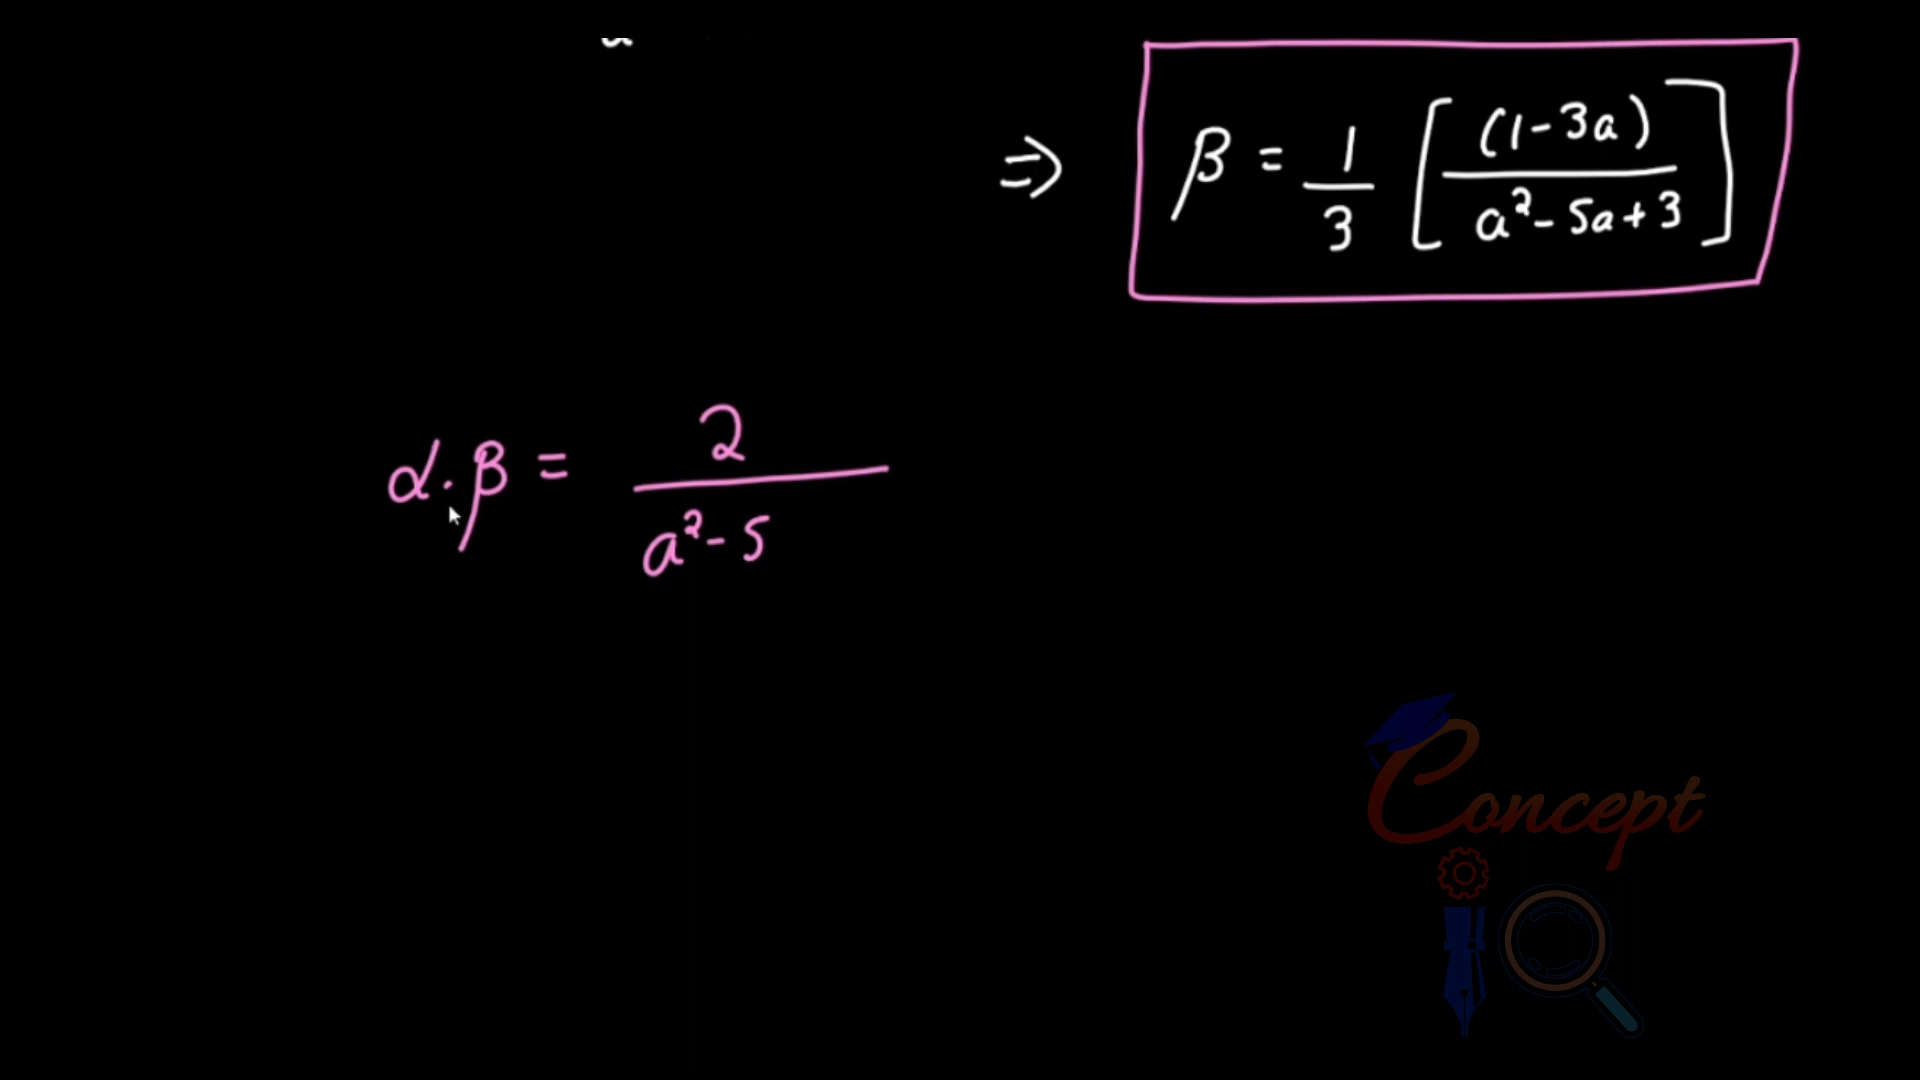 ⇒ β = 1/3 [(1-3a)/(a²-5a+3)]
α.β = 2/(a²-5
Concept